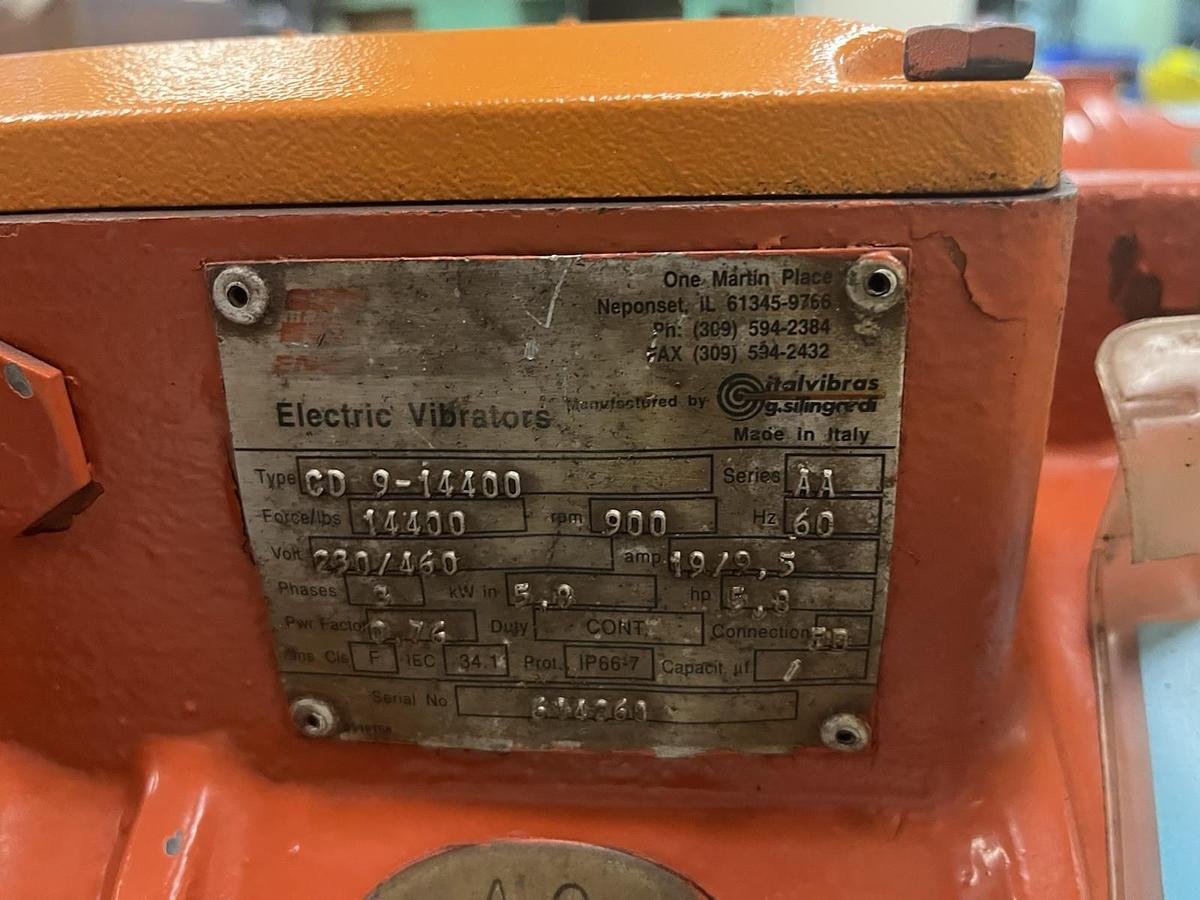 One Martin Place
Neponset, IL 61345-9766
Ph: (309) 594-2384
FAX (309) 594-2432
Electric Vibrators
Manufactured by italvibras
g.silingardi
Made in Italy
Type CD 9-14400 Series AA
Force/lbs 14400 rpm 900 Hz 60
Volt 230/460 amp 19/9,5
Phases 3 kW in 5,0 hp 5,8
Pwr Factor 0,76 Duty CONT. Connection
Ins Cls F IEC 34.1 Prot. IP66-7 Capacit µf /
Serial No